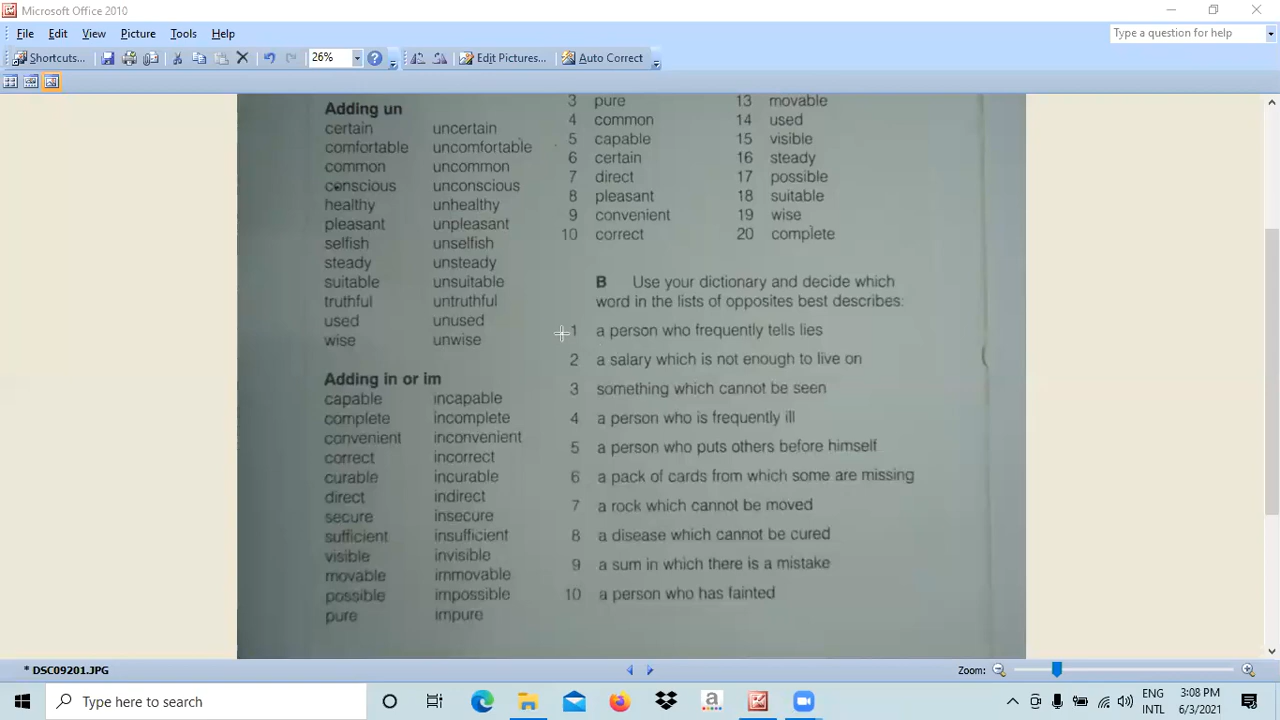 Microsoft Office 2010
File Edit View Picture Tools Help
Type a question for help
Shortcuts... 26% Edit Pictures... Auto Correct
Adding un
certain uncertain
comfortable uncomfortable
common uncommon
conscious unconscious
healthy unhealthy
pleasant unpleasant
selfish unselfish
steady unsteady
suitable unsuitable
truthful untruthful
used unused
wise unwise
Adding in or im
capable incapable
complete incomplete
convenient inconvenient
correct incorrect
curable incurable
direct indirect
secure insecure
sufficient insufficient
visible invisible
movable immovable
possible impossible
pure impure
3 pure 13 movable
4 common 14 used
5 capable 15 visible
6 certain 16 steady
7 direct 17 possible
8 pleasant 18 suitable
9 convenient 19 wise
10 correct 20 complete
B Use your dictionary and decide which
word in the lists of opposites best describes:
1 a person who frequently tells lies
2 a salary which is not enough to live on
3 something which cannot be seen
4 a person who is frequently ill
5 a person who puts others before himself
6 a pack of cards from which some are missing
7 a rock which cannot be moved
8 a disease which cannot be cured
9 a sum in which there is a mistake
10 a person who has fainted
* DSC09201.JPG Zoom:
Type here to search
ENG 3:08 PM
INTL 6/3/2021